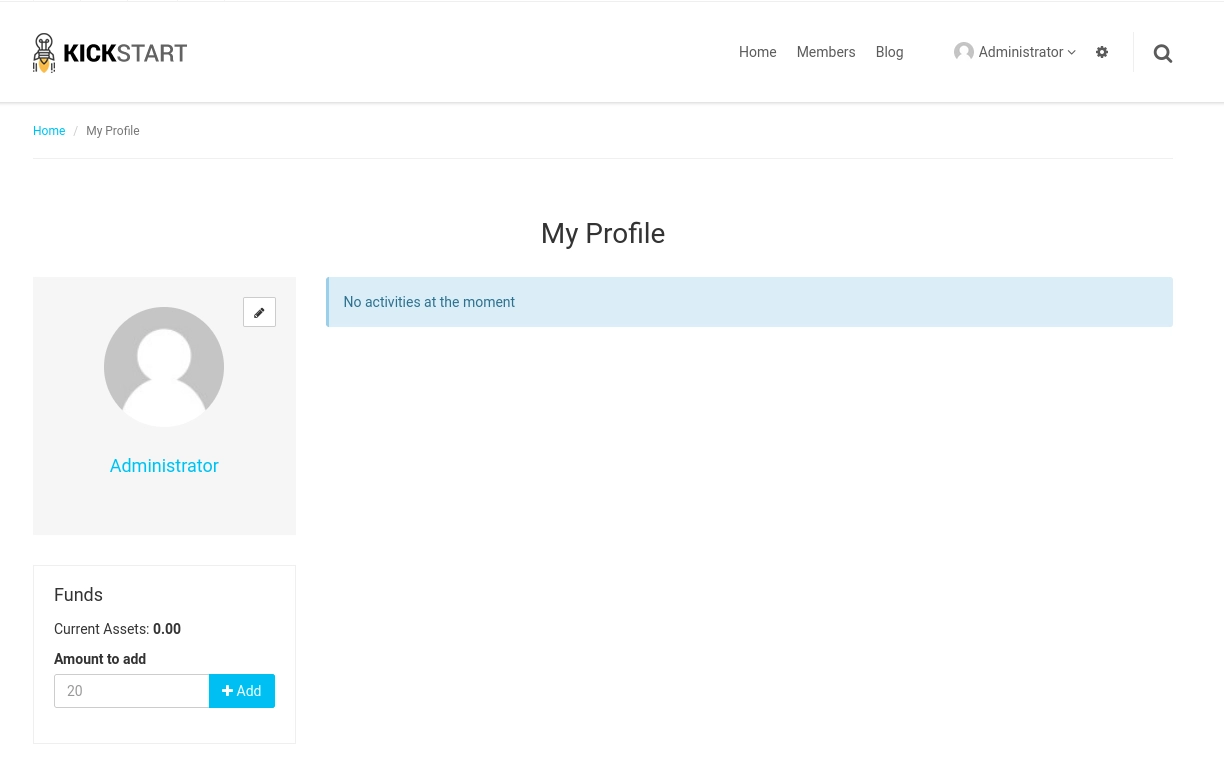 KICKSTART
Home Members Blog Administrator
Home / My Profile
My Profile
No activities at the moment
Administrator
Funds
Current Assets: 0.00
Amount to add
20 Add